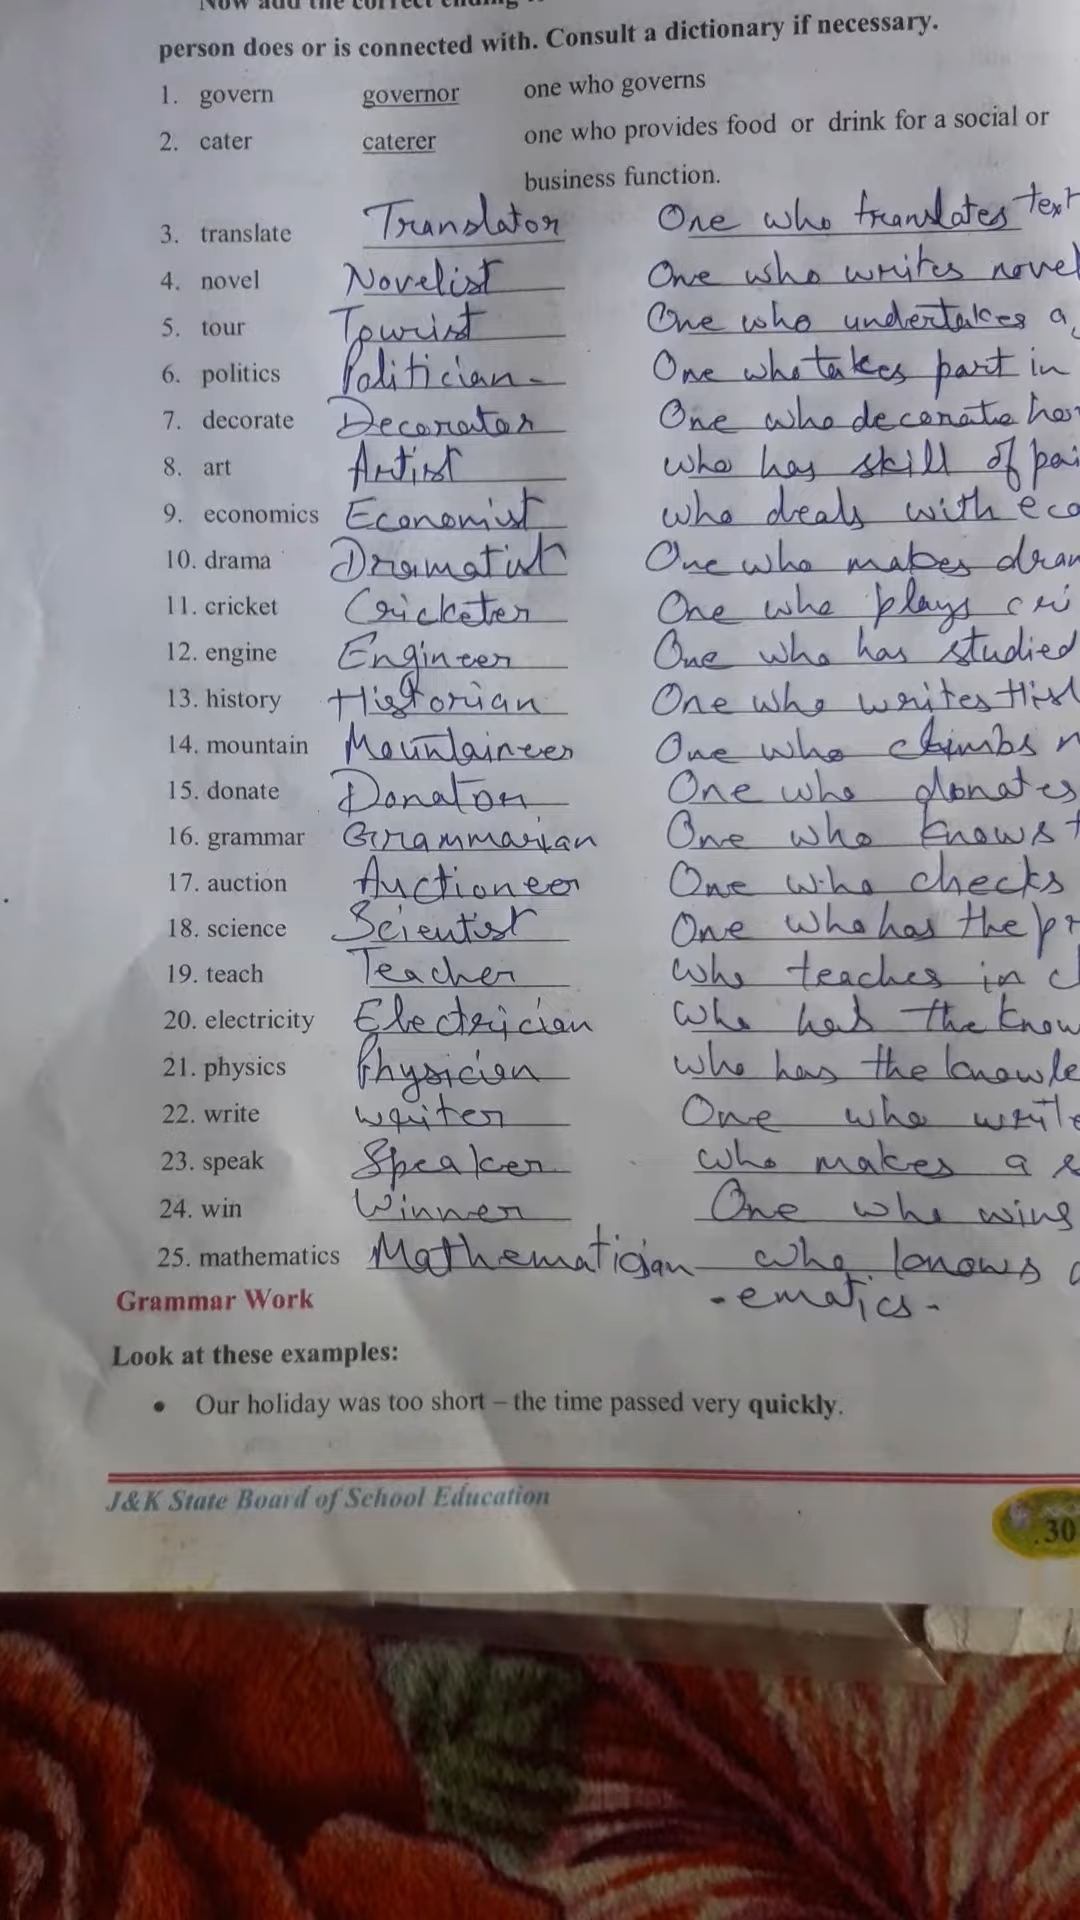 person does or is connected with. Consult a dictionary if necessary.
1. govern governor one who governs
2. cater caterer one who provides food or drink for a social or
business function.
3. translate Translator One who translates text
4. novel Novelist One who writes novel
5. tour Tourist One who undertakes a
6. politics Politician- One who takes part in
7. decorate Decorator One who decorate
8. art Artist who has skill of
9. economics Economist who deals with
10. drama Dramatist One who makes
11. cricket Cricketer One who plays
12. engine Engineer One who has studied
13. history Historian One who writes
14. mountain Mountaineer One who climbs
15. donate Donator One who donates
16. grammar Grammarian One who knows
17. auction Auctioneer One who checks
18. science Scientist One who has the
19. teach Teacher who teaches in
20. electricity Electrician who has the
21. physics Physician who has the
22. write writer One who
23. speak Speaker who makes a
24. win Winner One who wins
25. mathematics Mathematician who knows
-ematics-
Grammar Work
Look at these examples:
• Our holiday was too short – the time passed very quickly.
J&K State Board of School Education
30